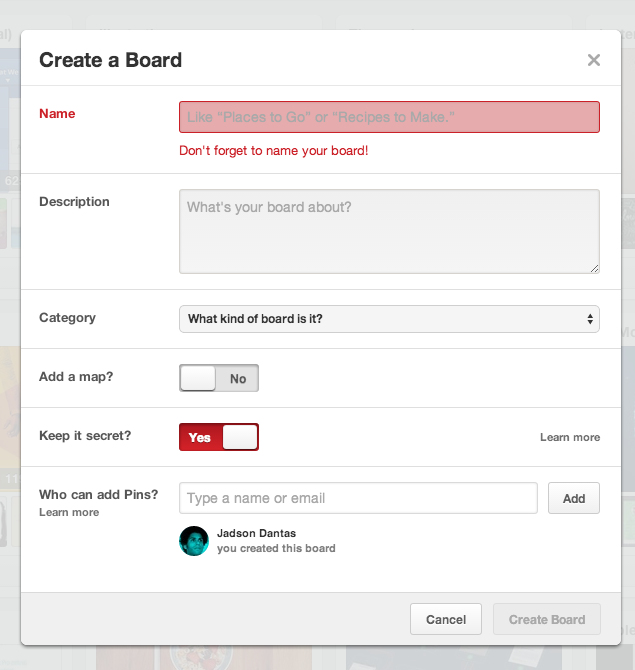 Create a Board
×
Name
Like "Places to Go" or "Recipes to Make."
Don't forget to name your board!
Description
What's your board about?
Category
What kind of board is it?
Add a map?
No
Keep it secret?
Yes
Learn more
Who can add Pins?
Learn more
Type a name or email
Add
Jadson Dantas
you created this board
Cancel
Create Board